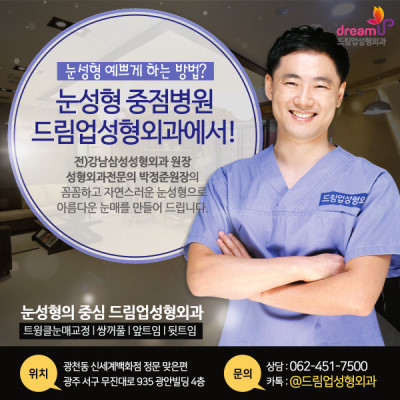 dreamUP
드림업성형외과
눈성형 예쁘게 하는 방법?
눈성형 중점병원
드림업성형외과에서!
전)강남삼성성형외과 원장
성형외과전문의 박정준원장의
꼼꼼하고 자연스러운 눈성형으로
아름다운 눈매를 만들어 드립니다.
드림업성형외
눈성형의 중심 드림업성형외과
트윙클눈매교정 | 쌍꺼풀 | 앞트임 | 뒷트임
위치
광천동 신세계백화점 정문 맞은편
광주 서구 무진대로 935 광안빌딩 4층
문의
상담 : 062-451-7500
카톡 : @드림업성형외과